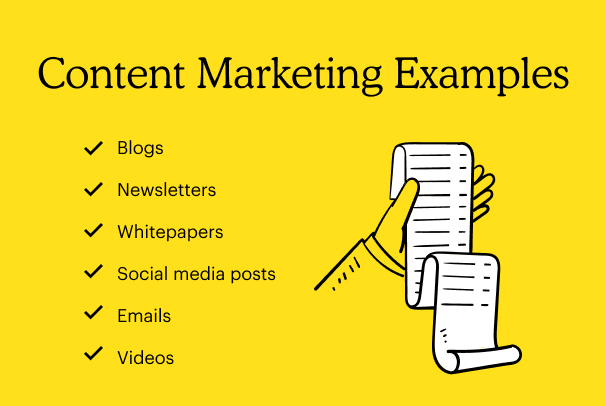 Content Marketing Examples
Blogs
Newsletters
Whitepapers
Social media posts
Emails
Videos